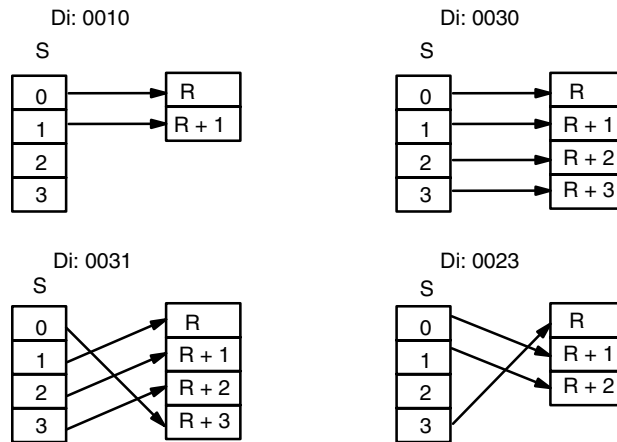 Di: 0010
S
0
1
2
3
R
R + 1
Di: 0030
S
0
1
2
3
R
R + 1
R + 2
R + 3
Di: 0031
S
0
1
2
3
R
R + 1
R + 2
R + 3
Di: 0023
S
0
1
2
3
R
R + 1
R + 2